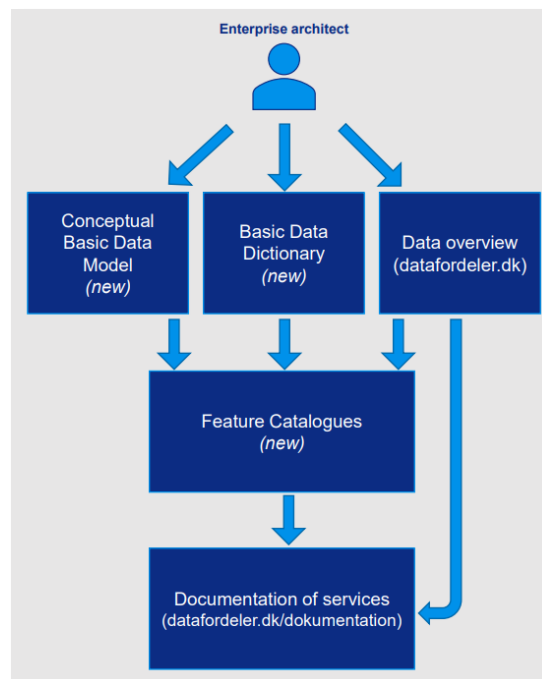 Enterprise architect
Conceptual
Basic Data
Model
(new)
Basic Data
Dictionary
(new)
Data overview
(datafordeler.dk)
Feature Catalogues
(new)
Documentation of services
(datafordeler.dk/dokumentation)